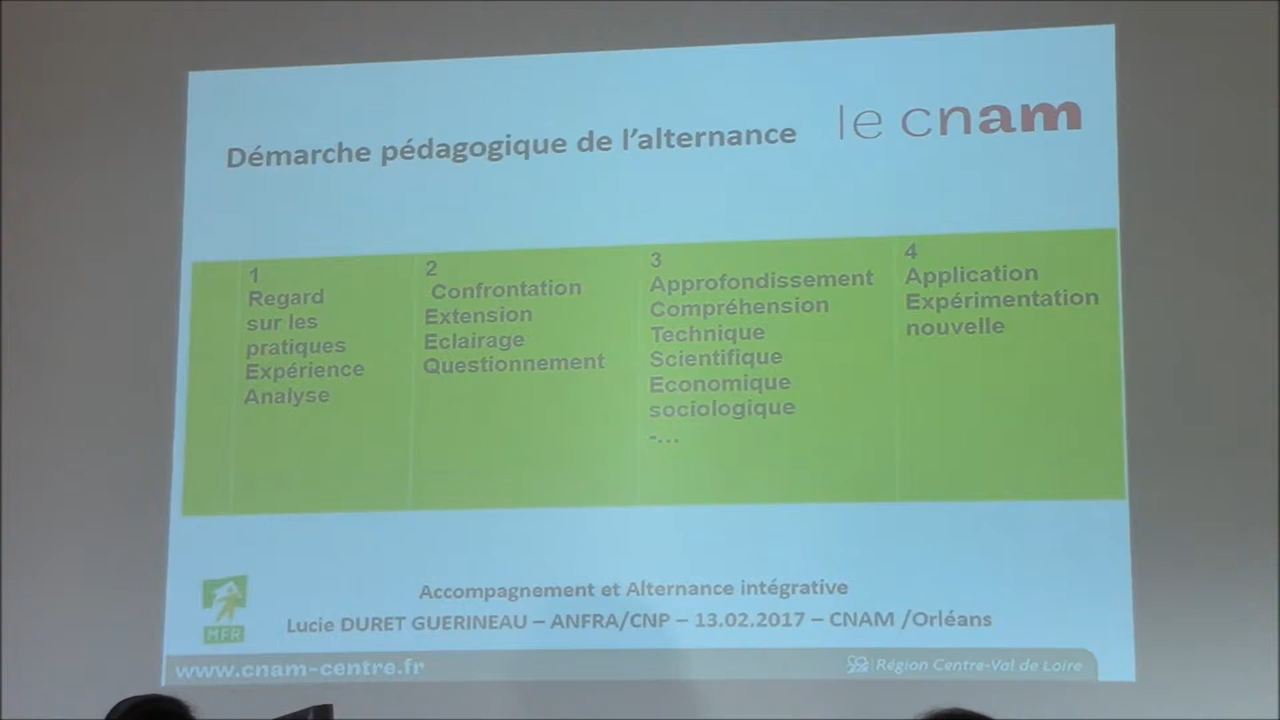 le cnam
Démarche pédagogique de l'alternance
1
Regard
sur les
pratiques
Expérience
Analyse
2
Confrontation
Extension
Eclairage
Questionnement
3
Approfondissement
Compréhension
Technique
Scientifique
Economique
sociologique
-...
4
Application
Expérimentation
nouvelle
MFR
Accompagnement et Alternance intégrative
Lucie DURET GUERINEAU – ANFRA/CNP – 13.02.2017 – CNAM /Orléans
www.cnam-centre.fr
Région Centre-Val de Loire